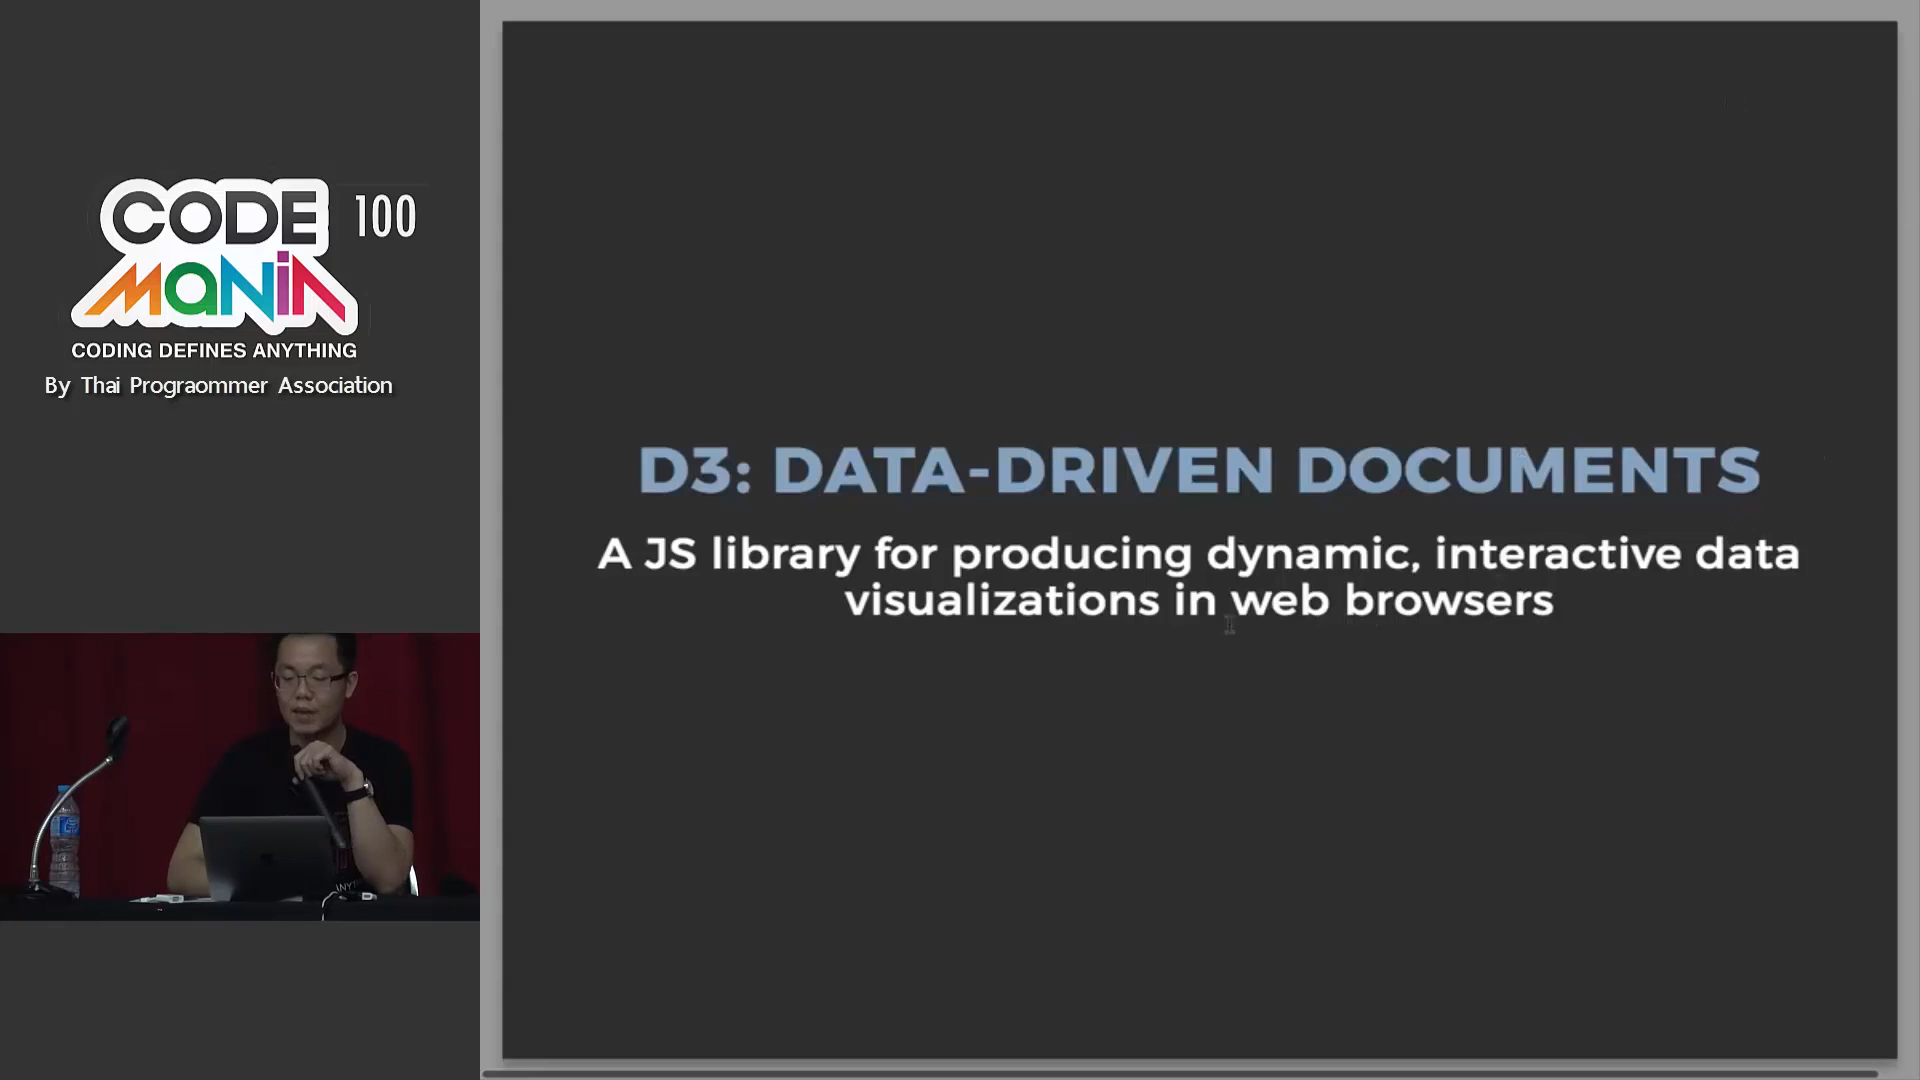 CODE 100
MANiA
CODING DEFINES ANYTHING
By Thai Prograommer Association
D3: DATA-DRIVEN DOCUMENTS
A JS library for producing dynamic, interactive data
visualizations in web browsers